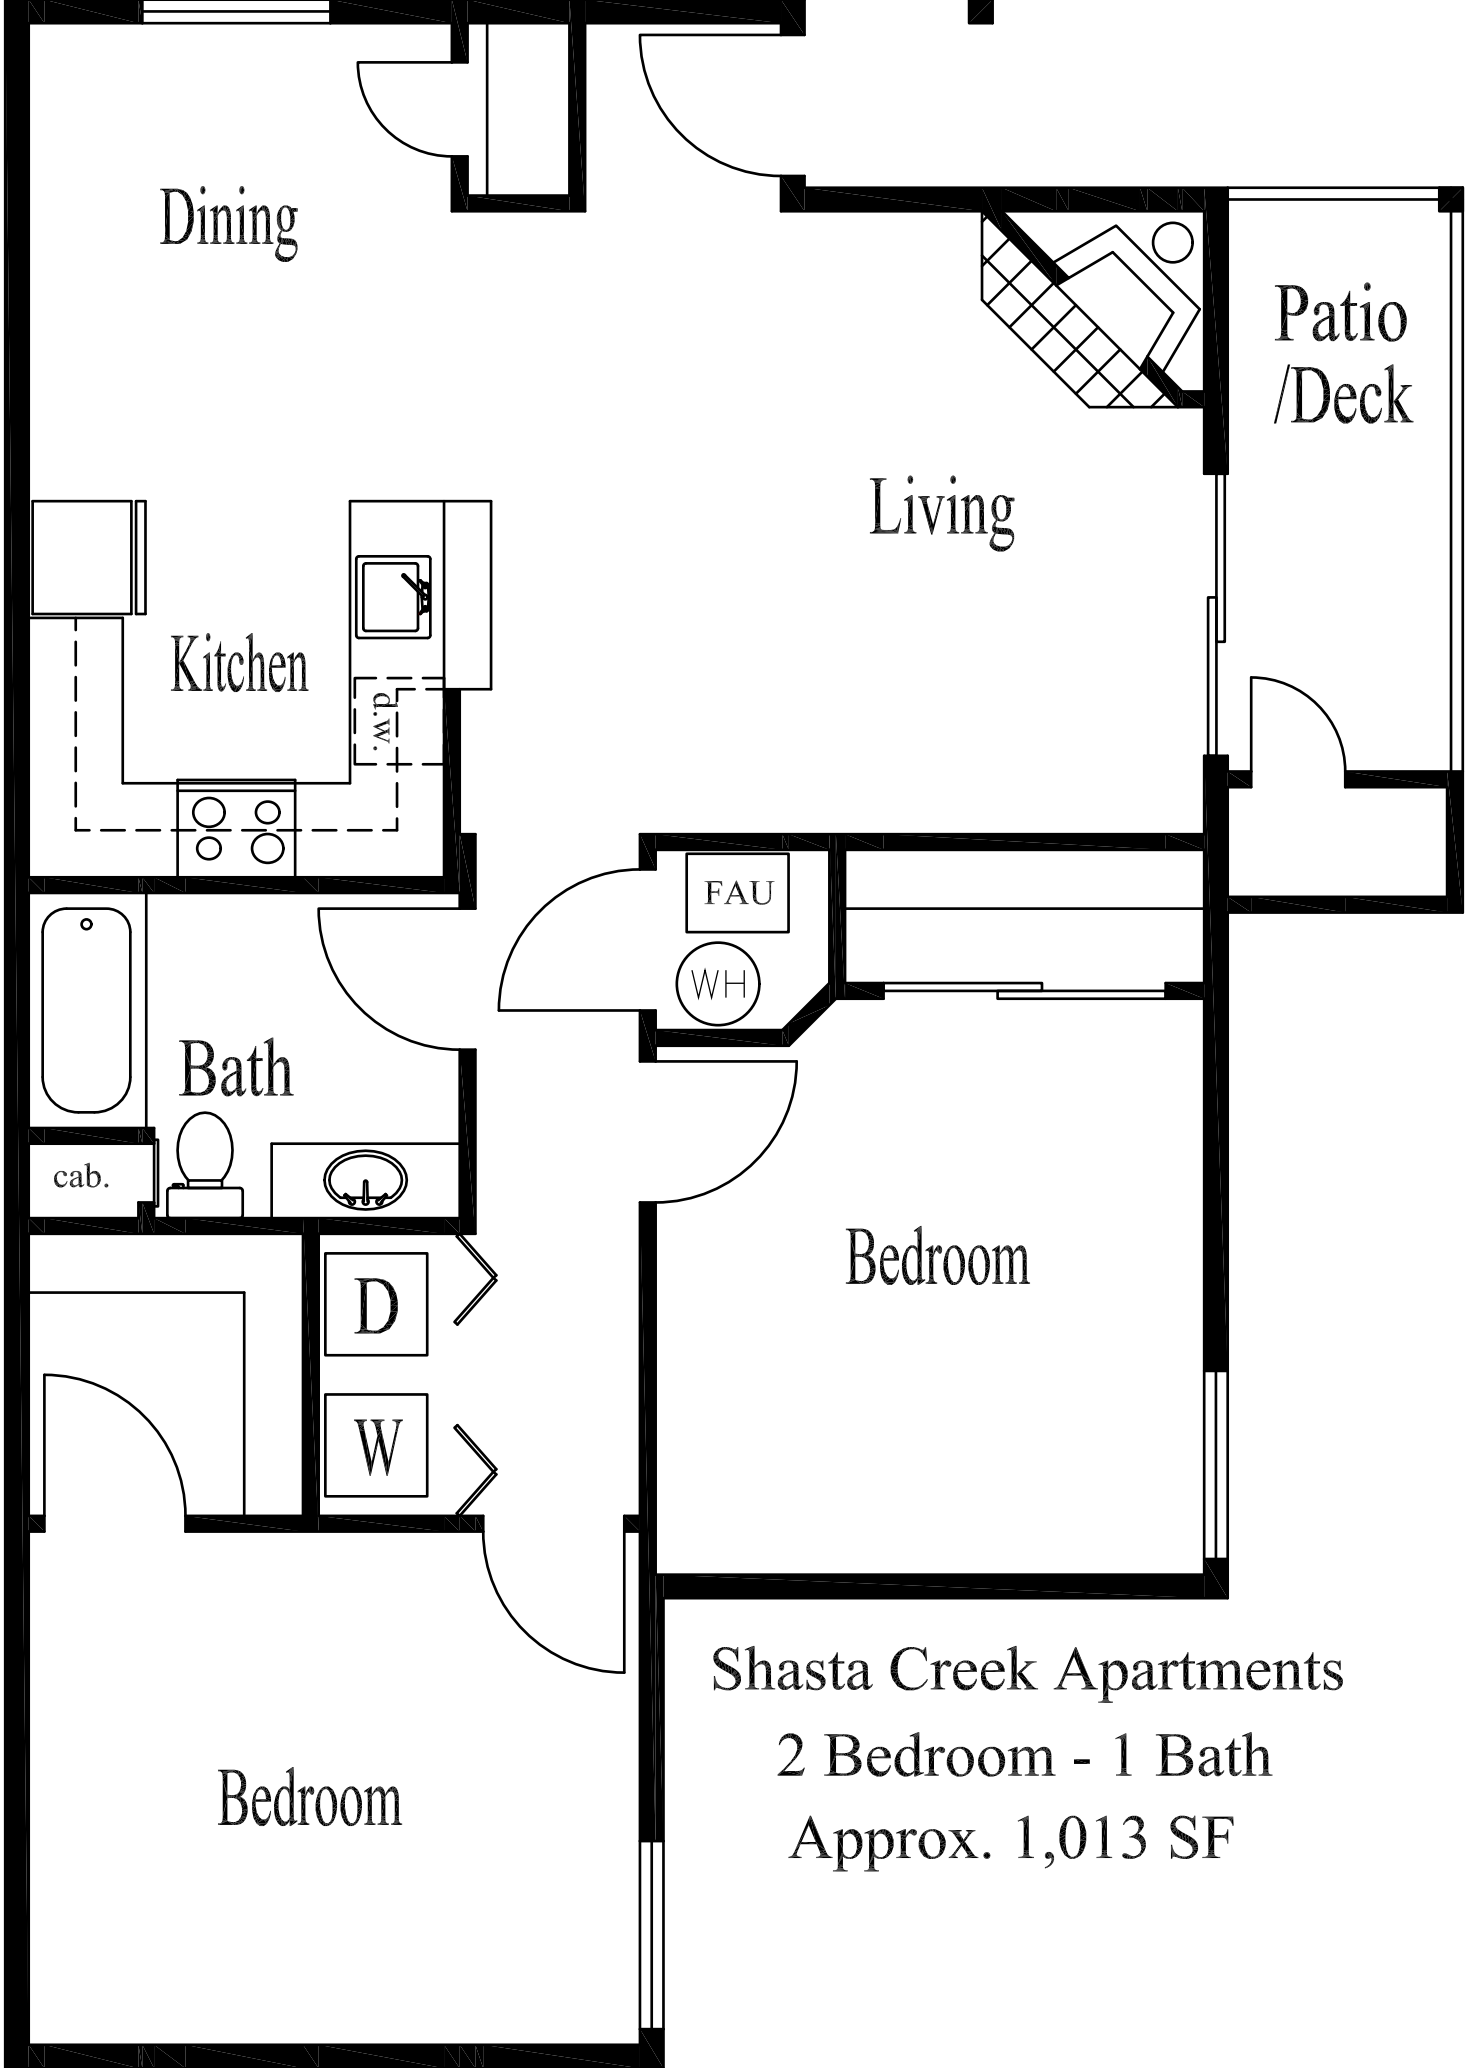 Dining
Patio
/Deck
Living
Kitchen
d.w.
FAU
WH
Bath
cab.
Bedroom
D
W
Bedroom
Shasta Creek Apartments
2 Bedroom - 1 Bath
Approx. 1,013 SF